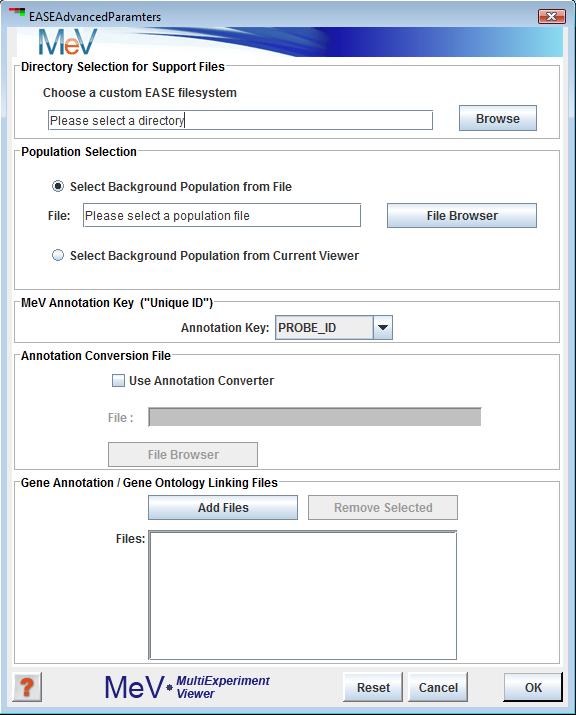 EASEAdvancedParamters
MeV
Directory Selection for Support Files
Choose a custom EASE filesystem
Please select a directory
Browse
Population Selection
Select Background Population from File
File: Please select a population file
File Browser
Select Background Population from Current Viewer
MeV Annotation Key ("Unique ID")
Annotation Key: PROBE_ID
Annotation Conversion File
Use Annotation Converter
File :
File Browser
Gene Annotation / Gene Ontology Linking Files
Add Files
Remove Selected
Files:
?
MeV
MultiExperiment
Viewer
Reset
Cancel
OK